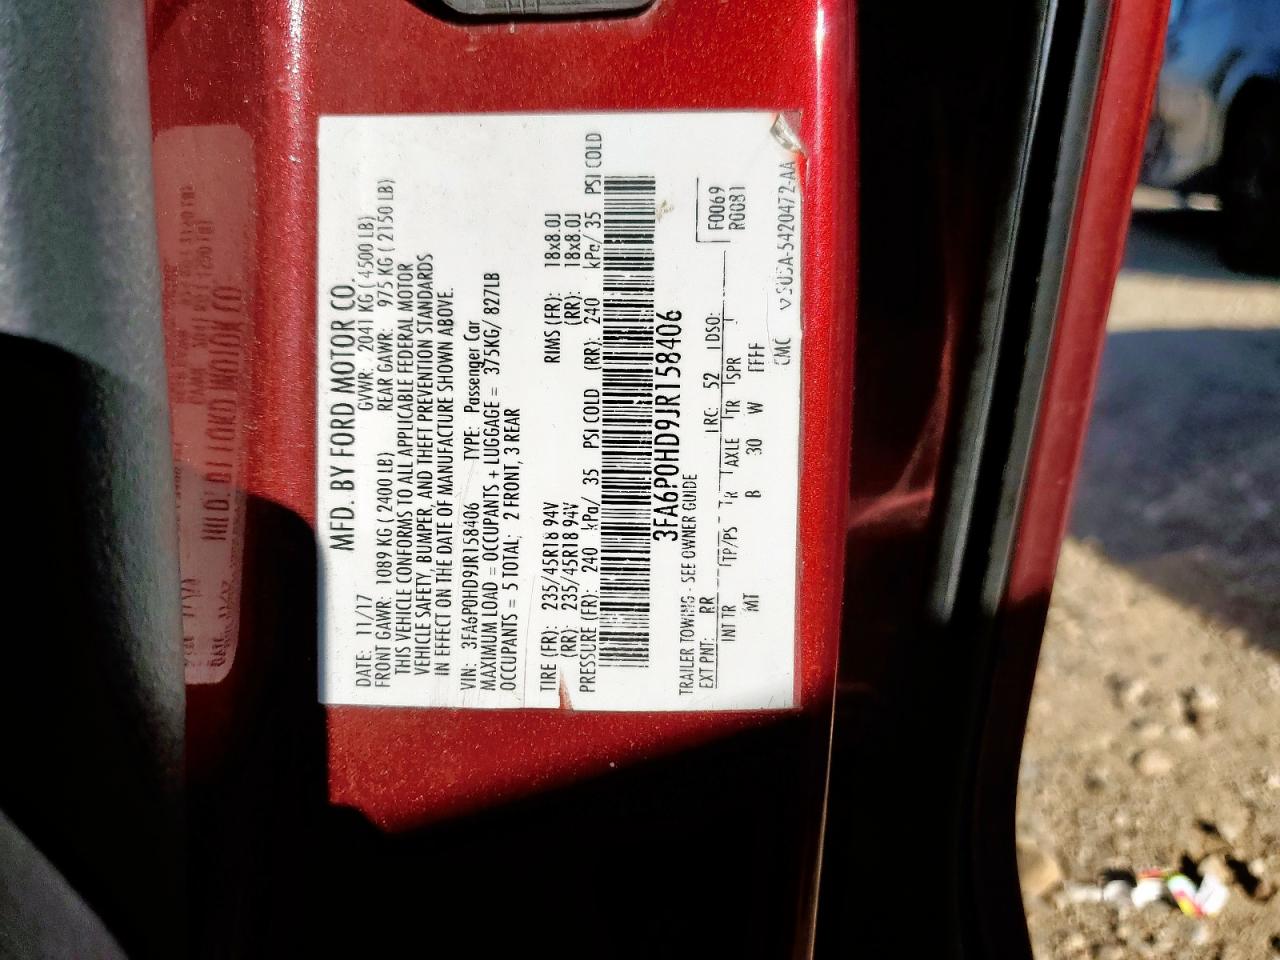 MFD. BY FORD MOTOR CO.
DATE: 11/17 GVWR: 2041 KG ( 4500 LB)
FRONT GAWR: 1089 KG ( 2400 LB) REAR GAWR: 975 KG ( 2150 LB)
THIS VEHICLE CONFORMS TO ALL APPLICABLE FEDERAL MOTOR
VEHICLE SAFETY, BUMPER, AND THEFT PREVENTION STANDARDS
IN EFFECT ON THE DATE OF MANUFACTURE SHOWN ABOVE.
VIN: 3FA6P0HD9JR158406 TYPE: Passenger Car
MAXIMUM LOAD = OCCUPANTS + LUGGAGE = 375KG/ 827LB
OCCUPANTS = 5 TOTAL; 2 FRONT, 3 REAR
TIRE (FR): 235/45R18 94V RIMS (FR): 18x8.0J
(RR): 235/45R18 94V (RR): 18x8.0J
PRESSURE (FR): 240 kPa/ 35 PSI COLD (RR): 240 kPa/ 35 PSI COLD
3FA6P0HD9JR158406
TRAILER TOWING - SEE OWNER GUIDE F0069
EXT PNT: RR RC: 52 DSO: R0081
INT TR TP/PS R AXLE TR SPR
MT B 30 W FFFF
CMC 5420472-AA